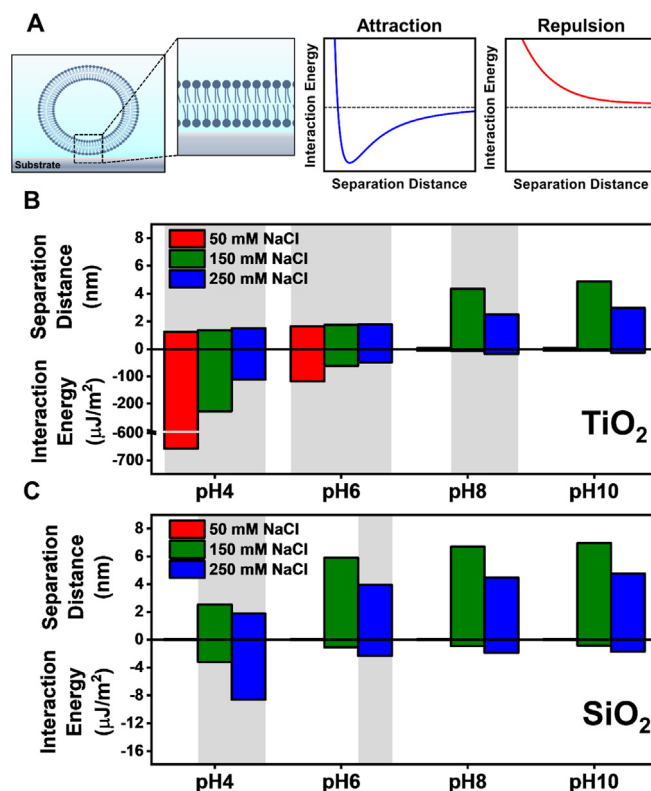 A
Attraction
Repulsion
Substrate
Interaction Energy
Separation Distance
Interaction Energy
Separation Distance
B
50 mM NaCl
150 mM NaCl
250 mM NaCl
Separation
Distance
(nm)
8
6
4
2
0
Interaction
Energy
(μJ/m²)
-100
-200
-600
-700
TiO₂
pH4
pH6
pH8
pH10
C
50 mM NaCl
150 mM NaCl
250 mM NaCl
Separation
Distance
(nm)
8
6
4
2
0
Interaction
Energy
(μJ/m²)
-4
-8
-12
-16
SiO₂
pH4
pH6
pH8
pH10